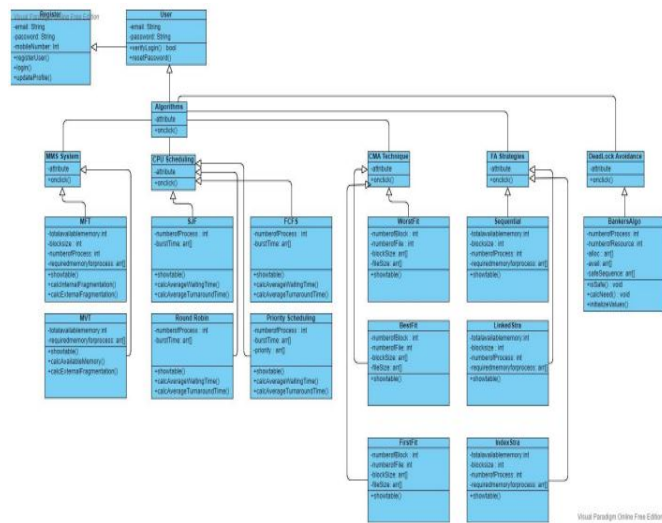 Visual Paradigm Online Free Edition
Register
-email: String
-password: String
-mobileNumber: int
+registerUser()
+login()
+updateProfile()
User
-email: String
-password: String
+verifyLogin() : bool
+resetPassword()
Algorithms
-attribute
+onclick()
MMS System
-attribute
+onclick()
CPU Scheduling
-attribute
+onclick()
CMA Technique
-attribute
+onclick()
FA Strategies
-attribute
+onclick()
DeadLock Avoidance
-attribute
+onclick()
MFT
-totalavailablememory: int
-blocksize : int
-numberofProcess : int
-requiredmemoryforprocess: arr[]
+showtable()
+calcInternalFragmentation()
+calcExternalFragmentation()
SJF
-numberofProcess : int
-burstTime: arr[]
+showtable()
+calcAverageWaitingTime()
+calcAverageTurnaroundTime()
FCFS
-numberofProcess : int
-burstTime: arr[]
+showtable()
+calcAverageWaitingTime()
+calcAverageTurnaroundTime()
WorstFit
-numberofBlock : int
-numberofFile : int
-blockSize : arr[]
-fileSize : arr[]
+showtable()
Sequential
-totalavailablememory:int
-blocksize : int
-numberofProcess : int
-requiredmemoryforprocess: arr[]
+showtable()
BankersAlgo
-numberofProcess : int
-numberofResource : int
-alloc : arr[]
-avail : arr[]
-safeSequence: arr[]
+isSafe() : void
+calcNeed() : void
+initializeValues()
MVT
-totalavailablememory: int
-requiredmemoryforprocess: arr[]
+showtable()
+calcAvailableMemory()
+calcExternalFragmentation()
Round Robin
-numberofProcess : int
-burstTime: arr[]
+showtable()
+calcAverageWaitingTime()
+calcAverageTurnaroundTime()
Priority Scheduling
-numberofProcess : int
-burstTime: arr[]
-priority : arr[]
+showtable()
+calcAverageWaitingTime()
+calcAverageTurnaroundTime()
BestFit
-numberofBlock : int
-numberofFile : int
-blockSize : arr[]
-fileSize : arr[]
+showtable()
LinkedStra
-totalavailablememory:int
-blocksize : int
-numberofProcess : int
-requiredmemoryforprocess: arr[]
+showtable()
FirstFit
-numberofBlock : int
-numberofFile : int
-blockSize : arr[]
-fileSize : arr[]
+showtable()
IndexStra
-totalavailablememory:int
-blocksize : int
-numberofProcess : int
-requiredmemoryforprocess: arr[]
+showtable()
Visual Paradigm Online Free Edition